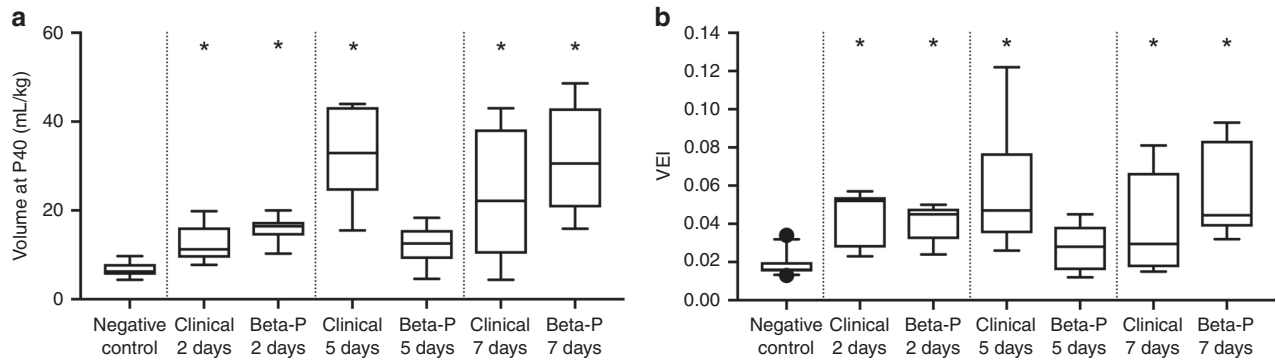 a
Volume at P40 (mL/kg)
60
40
20
0
* * * * *
Negative control
Clinical 2 days
Beta-P 2 days
Clinical 5 days
Beta-P 5 days
Clinical 7 days
Beta-P 7 days
b
VEI
0.14
0.12
0.10
0.08
0.06
0.04
0.02
0.00
* * * * *
Negative control
Clinical 2 days
Beta-P 2 days
Clinical 5 days
Beta-P 5 days
Clinical 7 days
Beta-P 7 days